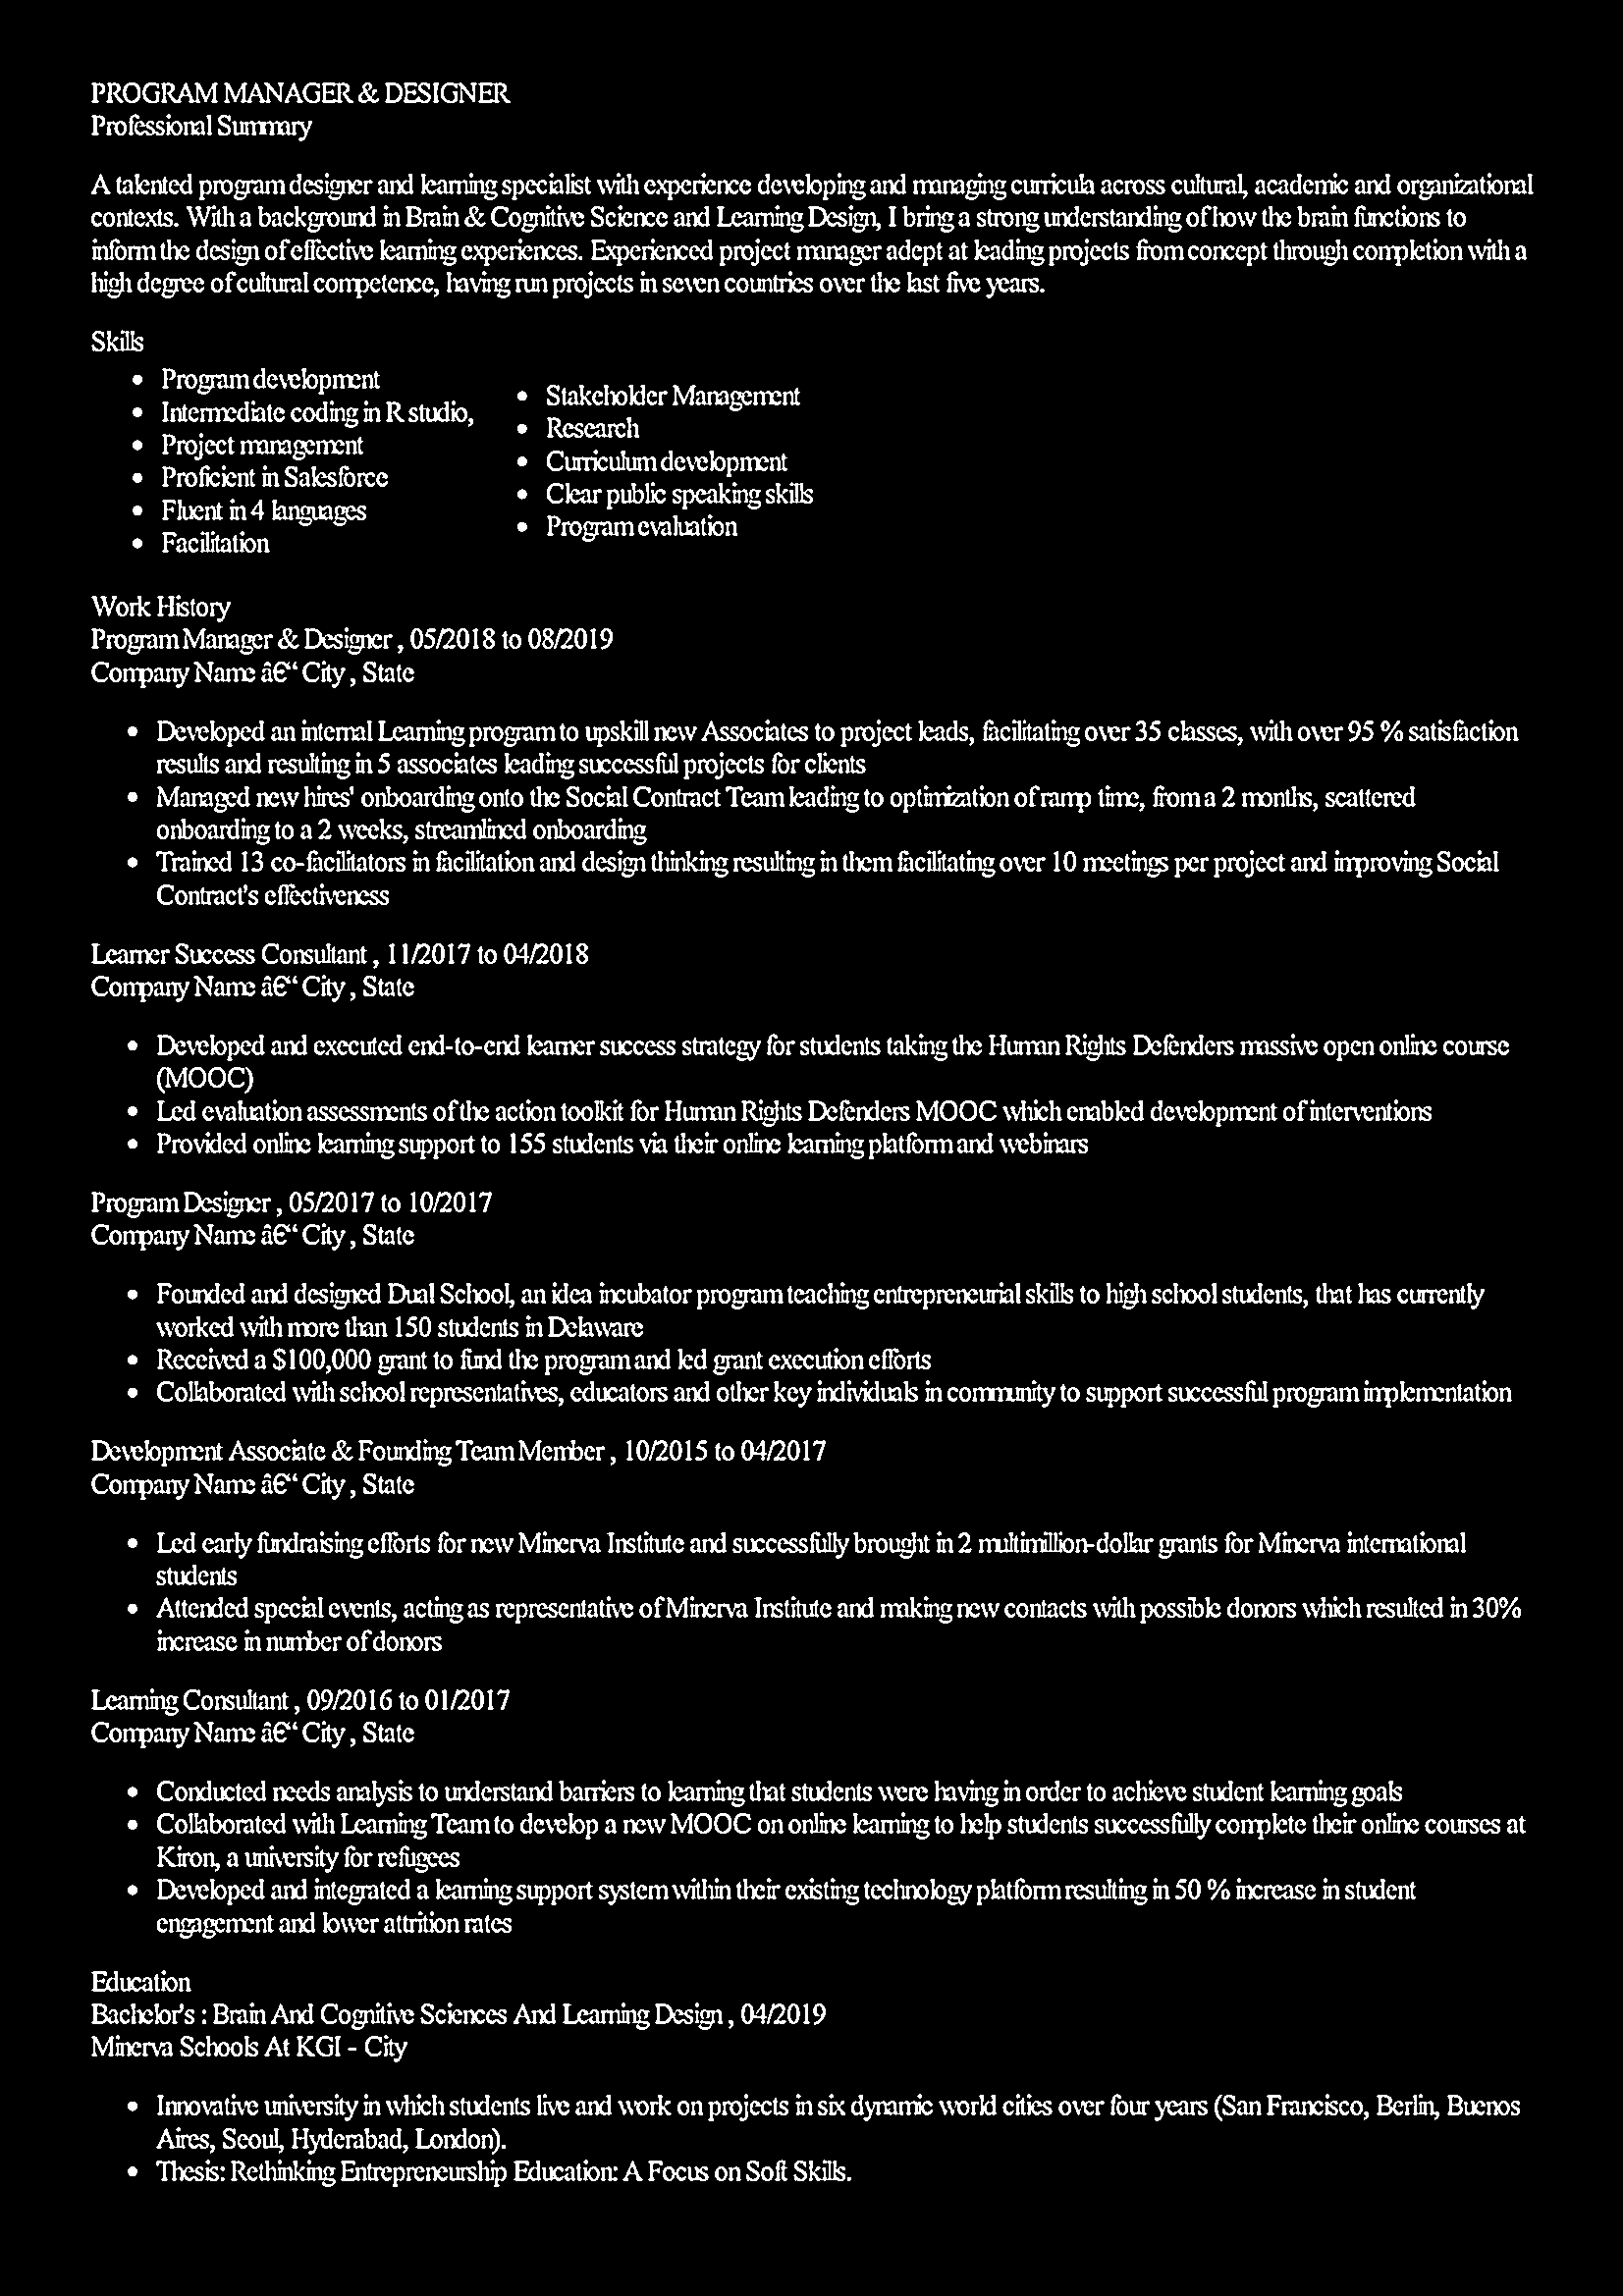 PROGRAM MANAGER & DESIGNER
Professional Summary
A talented program designer and learning specialist with experience developing and managing curricula across cultural, academic and organizational
contexts. With a background in Brain & Cognitive Science and Learning Design, I bring a strong understanding of how the brain functions to
inform the design of effective learning experiences. Experienced project manager adept at leading projects from concept through completion with a
high degree of cultural competence, having run projects in seven countries over the last five years.
Skills
• Program development
• Intermediate coding in R studio,
• Project management
• Proficient in Salesforce
• Fluent in 4 languages
• Facilitation
• Stakeholder Management
• Research
• Curriculum development
• Clear public speaking skills
• Program evaluation
Work History
Program Manager & Designer , 05/2018 to 08/2019
Company Name â€“ City , State
• Developed an internal Learning program to upskill new Associates to project leads, facilitating over 35 classes, with over 95 % satisfaction
results and resulting in 5 associates leading successful projects for clients
• Managed new hires' onboarding onto the Social Contract Team leading to optimization of ramp time, from a 2 months, scattered
onboarding to a 2 weeks, streamlined onboarding
• Trained 13 co-facilitators in facilitation and design thinking resulting in them facilitating over 10 meetings per project and improving Social
Contract's effectiveness
Learner Success Consultant , 11/2017 to 04/2018
Company Name â€“ City , State
• Developed and executed end-to-end learner success strategy for students taking the Human Rights Defenders massive open online course
(MOOC)
• Led evaluation assessments of the action toolkit for Human Rights Defenders MOOC which enabled development of interventions
• Provided online learning support to 155 students via their online learning platform and webinars
Program Designer , 05/2017 to 10/2017
Company Name â€“ City , State
• Founded and designed Dual School, an idea incubator program teaching entrepreneurial skills to high school students, that has currently
worked with more than 150 students in Delaware
• Received a $100,000 grant to fund the program and led grant execution efforts
• Collaborated with school representatives, educators and other key individuals in community to support successful program implementation
Development Associate & Founding Team Member , 10/2015 to 04/2017
Company Name â€“ City , State
• Led early fundraising efforts for new Minerva Institute and successfully brought in 2 multimillion-dollar grants for Minerva international
students
• Attended special events, acting as representative of Minerva Institute and making new contacts with possible donors which resulted in 30%
increase in number of donors
Learning Consultant , 09/2016 to 01/2017
Company Name â€“ City , State
• Conducted needs analysis to understand barriers to learning that students were having in order to achieve student learning goals
• Collaborated with Learning Team to develop a new MOOC on online learning to help students successfully complete their online courses at
Kiron, a university for refugees
• Developed and integrated a learning support system within their existing technology platform resulting in 50 % increase in student
engagement and lower attrition rates
Education
Bachelor's : Brain And Cognitive Sciences And Learning Design , 04/2019
Minerva Schools At KGI - City
• Innovative university in which students live and work on projects in six dynamic world cities over four years (San Francisco, Berlin, Buenos
Aires, Seoul, Hyderabad, London).
• Thesis: Rethinking Entrepreneurship Education: A Focus on Soft Skills.